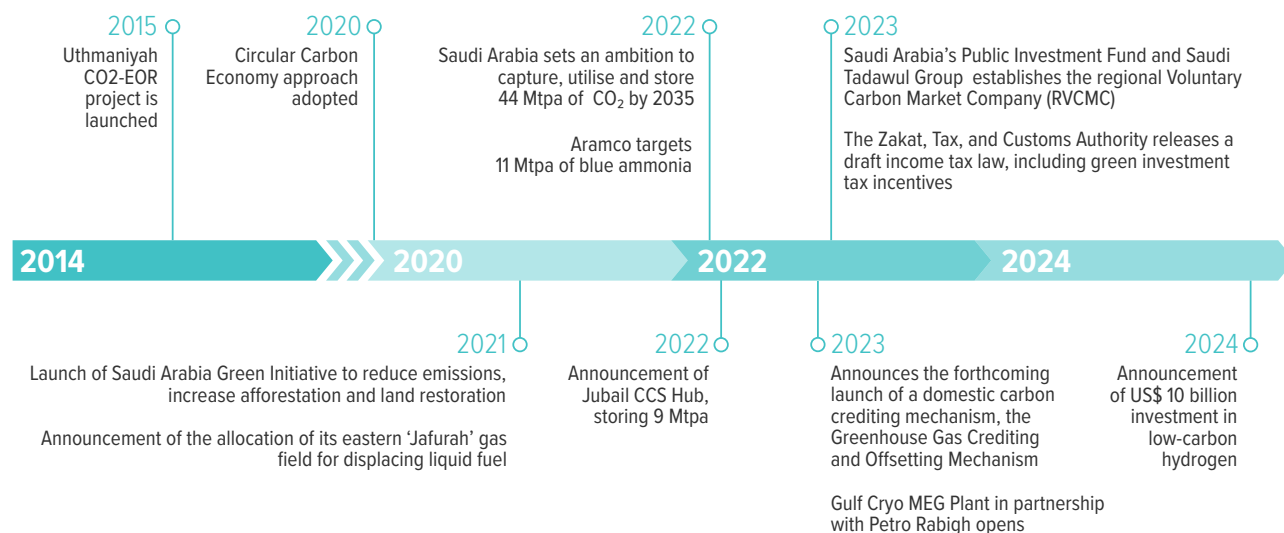 2015
Uthmaniyah
CO2-EOR
project is
launched
2020
Circular Carbon
Economy approach
adopted
2022
Saudi Arabia sets an ambition to
capture, utilise and store
44 Mtpa of CO₂ by 2035
Aramco targets
11 Mtpa of blue ammonia
2023
Saudi Arabia's Public Investment Fund and Saudi
Tadawul Group establishes the regional Voluntary
Carbon Market Company (RVCMC)
The Zakat, Tax, and Customs Authority releases a
draft income tax law, including green investment
tax incentives
2014
2020
2022
2024
2021
Launch of Saudi Arabia Green Initiative to reduce emissions,
increase afforestation and land restoration
Announcement of the allocation of its eastern 'Jafurah' gas
field for displacing liquid fuel
2022
Announcement of
Jubail CCS Hub,
storing 9 Mtpa
2023
Announces the forthcoming
launch of a domestic carbon
crediting mechanism, the
Greenhouse Gas Crediting
and Offsetting Mechanism
Gulf Cryo MEG Plant in partnership
with Petro Rabigh opens
2024
Announcement
of US$ 10 billion
investment in
low-carbon
hydrogen